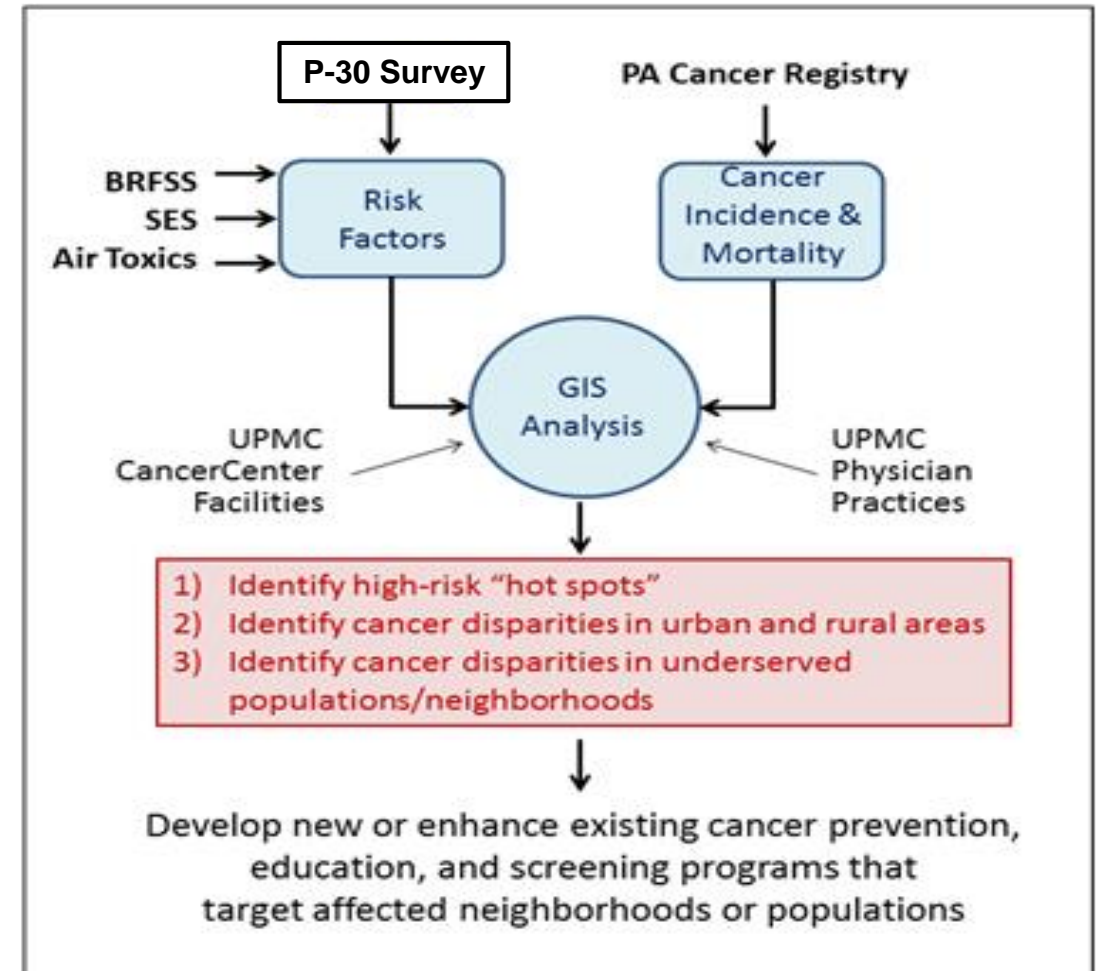 P-30 Survey
PA Cancer Registry
BRFSS
SES
Air Toxics
Risk
Factors
Cancer
Incidence &
Mortality
GIS
Analysis
UPMC
CancerCenter
Facilities
UPMC
Physician
Practices
1) Identify high-risk “hot spots”
2) Identify cancer disparities in urban and rural areas
3) Identify cancer disparities in underserved
populations/neighborhoods
Develop new or enhance existing cancer prevention,
education, and screening programs that
target affected neighborhoods or populations